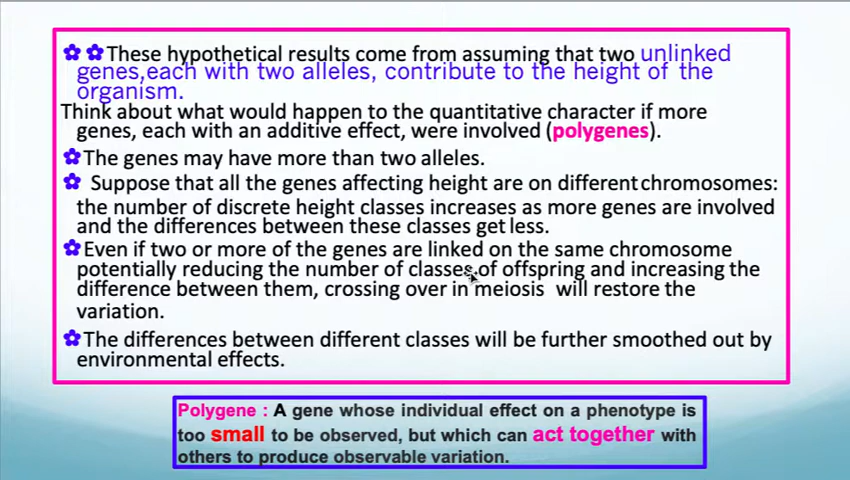 These hypothetical results come from assuming that two unlinked
genes,each with two alleles, contribute to the height of the
organism.
Think about what would happen to the quantitative character if more
genes, each with an additive effect, were involved (polygenes).
The genes may have more than two alleles.
Suppose that all the genes affecting height are on different chromosomes:
the number of discrete height classes increases as more genes are involved
and the differences between these classes get less.
Even if two or more of the genes are linked on the same chromosome
potentially reducing the number of classes of offspring and increasing the
difference between them, crossing over in meiosis will restore the
variation.
The differences between different classes will be further smoothed out by
environmental effects.
Polygene : A gene whose individual effect on a phenotype is
too small to be observed, but which can act together with
others to produce observable variation.